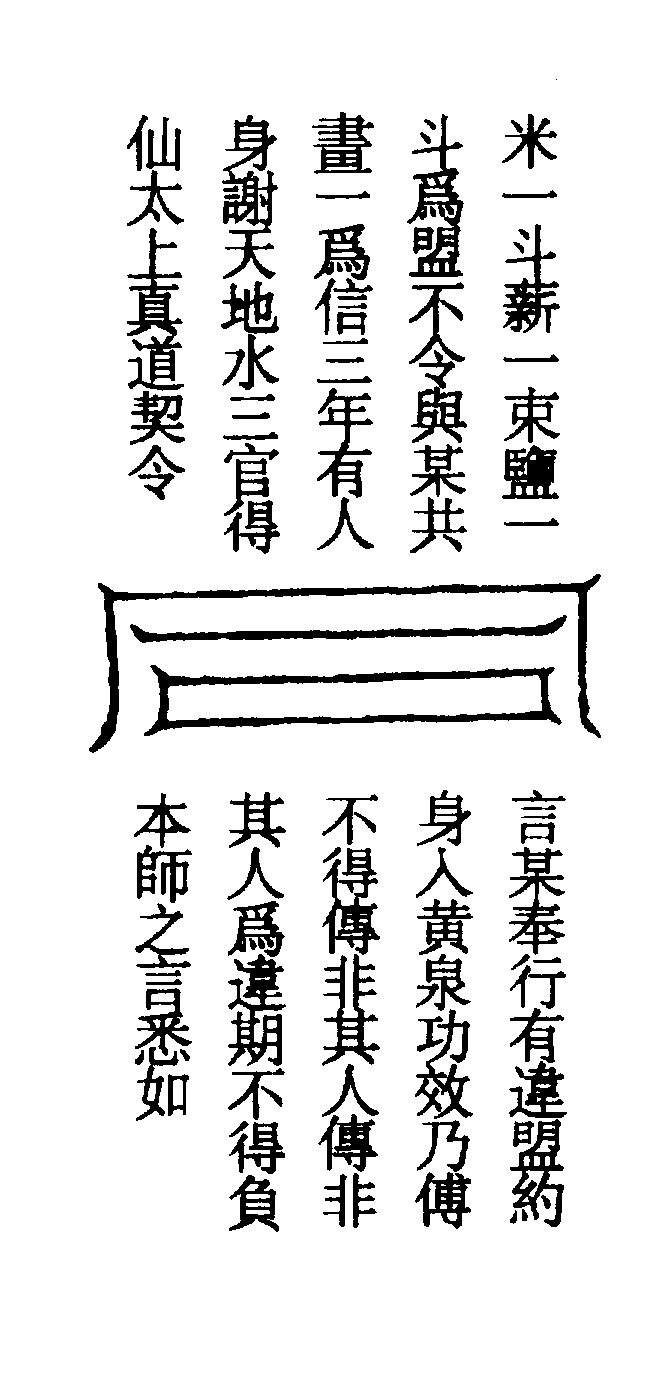 米一斗薪一束鹽一
斗爲盟不令與某共
畫一爲信三年有人
身謝天地水三官得
仙太上真道契令
言某奉行有違盟約
身入黄泉功效乃傅
不得傳非其人傳非
其人爲違期不得負
本師之言悉如